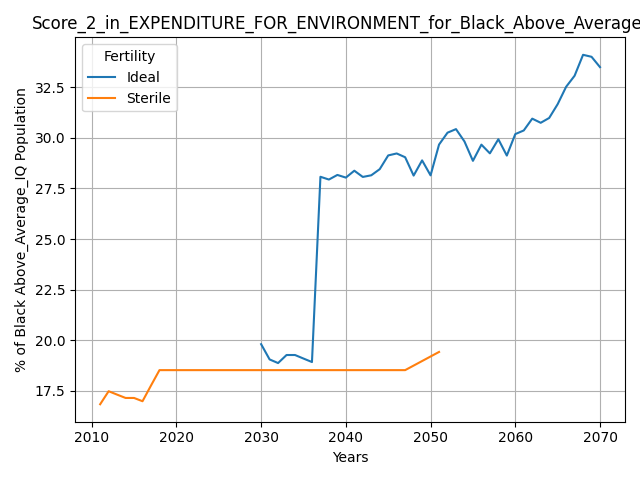 Score_2_in_EXPENDITURE_FOR_ENVIRONMENT_for_Black_Above_Average
Fertility
Ideal
Sterile
% of Black Above_Average_IQ Population
32.5
30.0
27.5
25.0
22.5
20.0
17.5
2010 2020 2030 2040 2050 2060 2070
Years